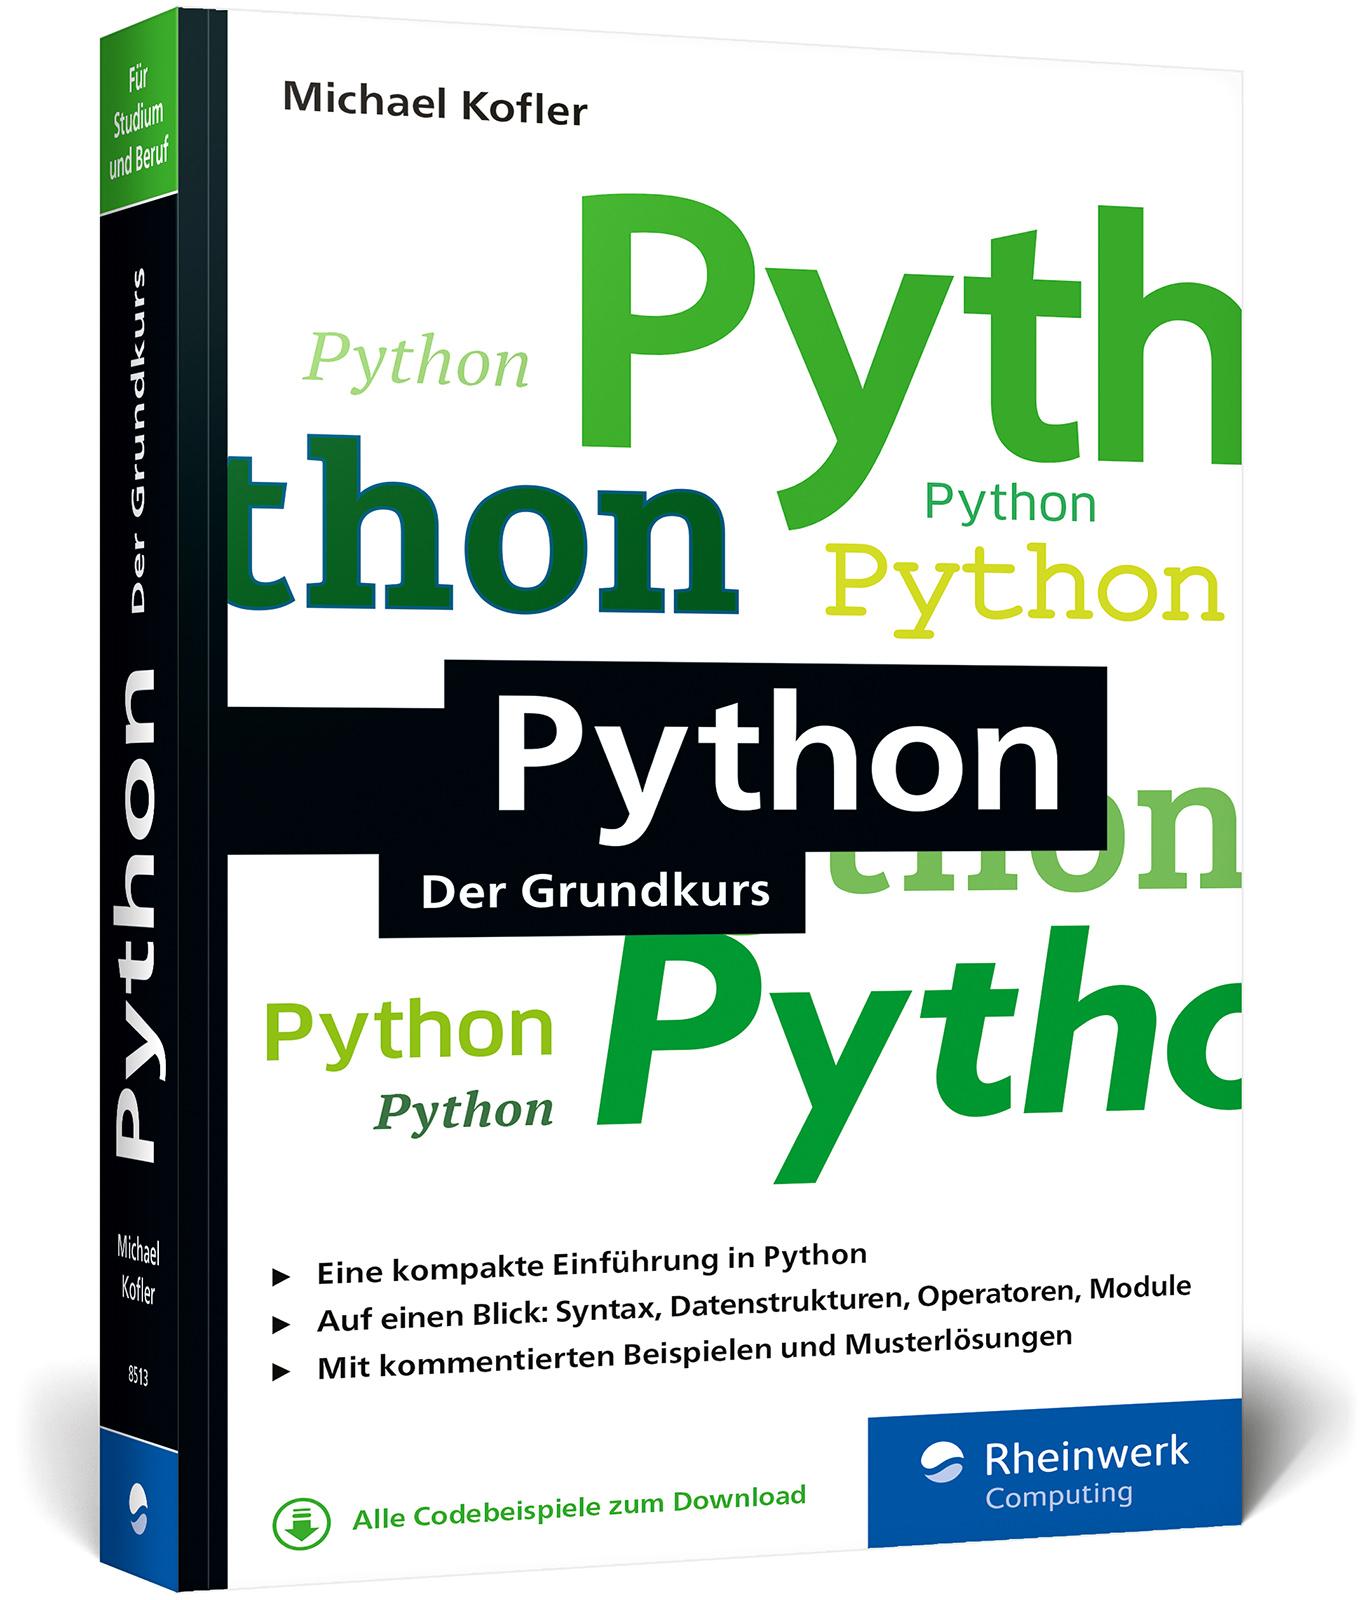 Für
Studium
und Beruf
Python Der Grundkurs
Michael
Kofler
8513
Michael Kofler
Pyth
Python
thon
Python
Python
Python
Der Grundkurs
thon
Python
Pytho
Python
► Eine kompakte Einführung in Python
► Auf einen Blick: Syntax, Datenstrukturen, Operatoren, Module
► Mit kommentierten Beispielen und Musterlösungen
Alle Codebeispiele zum Download
Rheinwerk
Computing